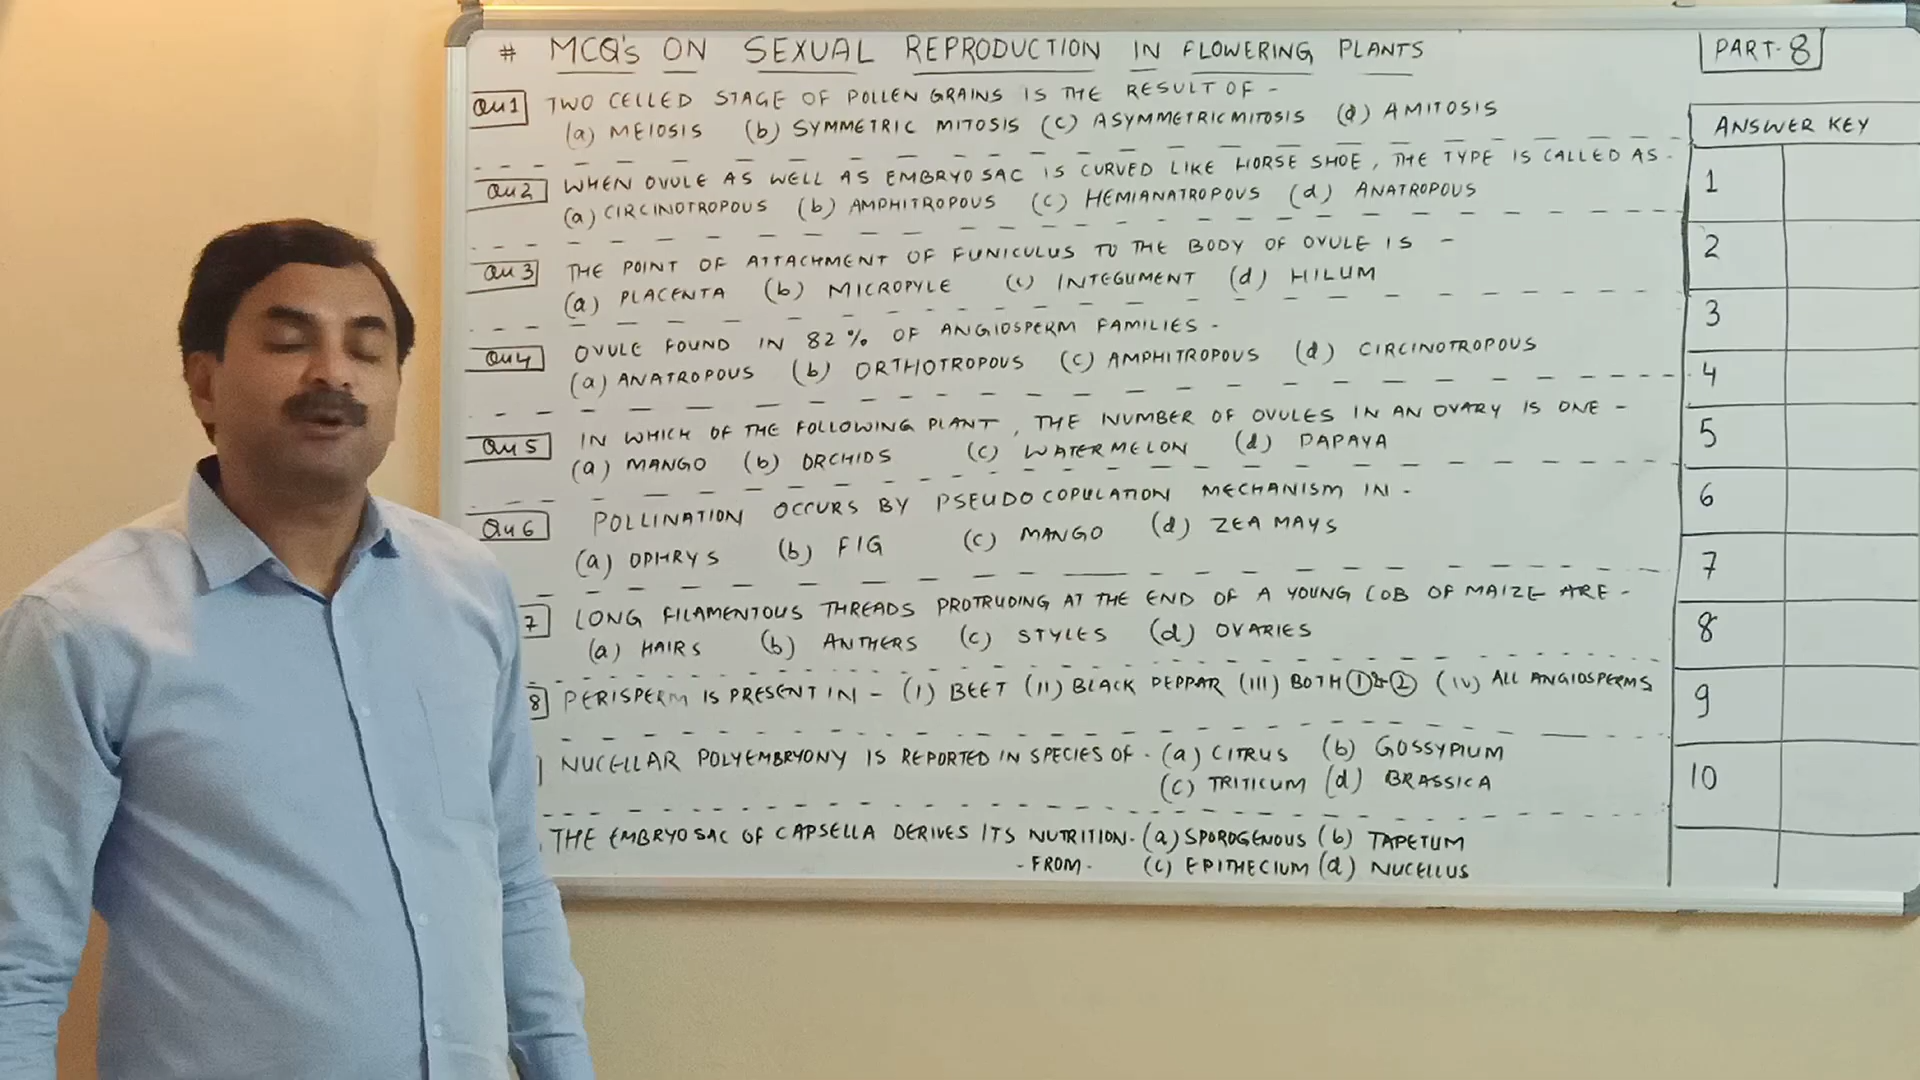 # MCQ's ON SEXUAL REPRODUCTION IN FLOWERING PLANTS
PART-8
Qu1 TWO CELLED STAGE OF POLLEN GRAINS IS THE RESULT OF -
(a) MEIOSIS (b) SYMMETRIC MITOSIS (c) ASYMMETRIC MITOSIS (d) AMITOSIS
Qu2 WHEN OVULE AS WELL AS EMBRYO SAC IS CURVED LIKE HORSE SHOE, THE TYPE IS CALLED AS -
(a) CIRCINOTROPOUS (b) AMPHITROPOUS (c) HEMIANATROPOUS (d) ANATROPOUS
Qu3 THE POINT OF ATTACHMENT OF FUNICULUS TO THE BODY OF OVULE IS -
(a) PLACENTA (b) MICROPYLE (c) INTEGUMENT (d) HILUM
Qu4 OVULE FOUND IN 82% OF ANGIOSPERM FAMILIES -
(a) ANATROPOUS (b) ORTHOTROPOUS (c) AMPHITROPOUS (d) CIRCINOTROPOUS
Qu5 IN WHICH OF THE FOLLOWING PLANT, THE NUMBER OF OVULES IN AN OVARY IS ONE -
(a) MANGO (b) ORCHIDS (c) WATERMELON (d) PAPAYA
Qu6 POLLINATION OCCURS BY PSEUDOCOPULATION MECHANISM IN -
(a) OPHRYS (b) FIG (c) MANGO (d) ZEA MAYS
7 LONG FILAMENTOUS THREADS PROTRUDING AT THE END OF A YOUNG COB OF MAIZE ARE -
(a) HAIRS (b) ANTHERS (c) STYLES (d) OVARIES
8 PERISPERM IS PRESENT IN - (I) BEET (II) BLACK PEPPAR (III) BOTH ① & ② (IV) ALL ANGIOSPERMS
NUCELLAR POLYEMBRYONY IS REPORTED IN SPECIES OF - (a) CITRUS (b) GOSSYPIUM
(c) TRITICUM (d) BRASSICA
THE EMBRYO SAC OF CAPSELLA DERIVES ITS NUTRITION - (a) SPOROGENOUS (b) TAPETUM
- FROM - (c) EPITHECIUM (d) NUCELLUS
ANSWER KEY
1
2
3
4
5
6
7
8
9
10